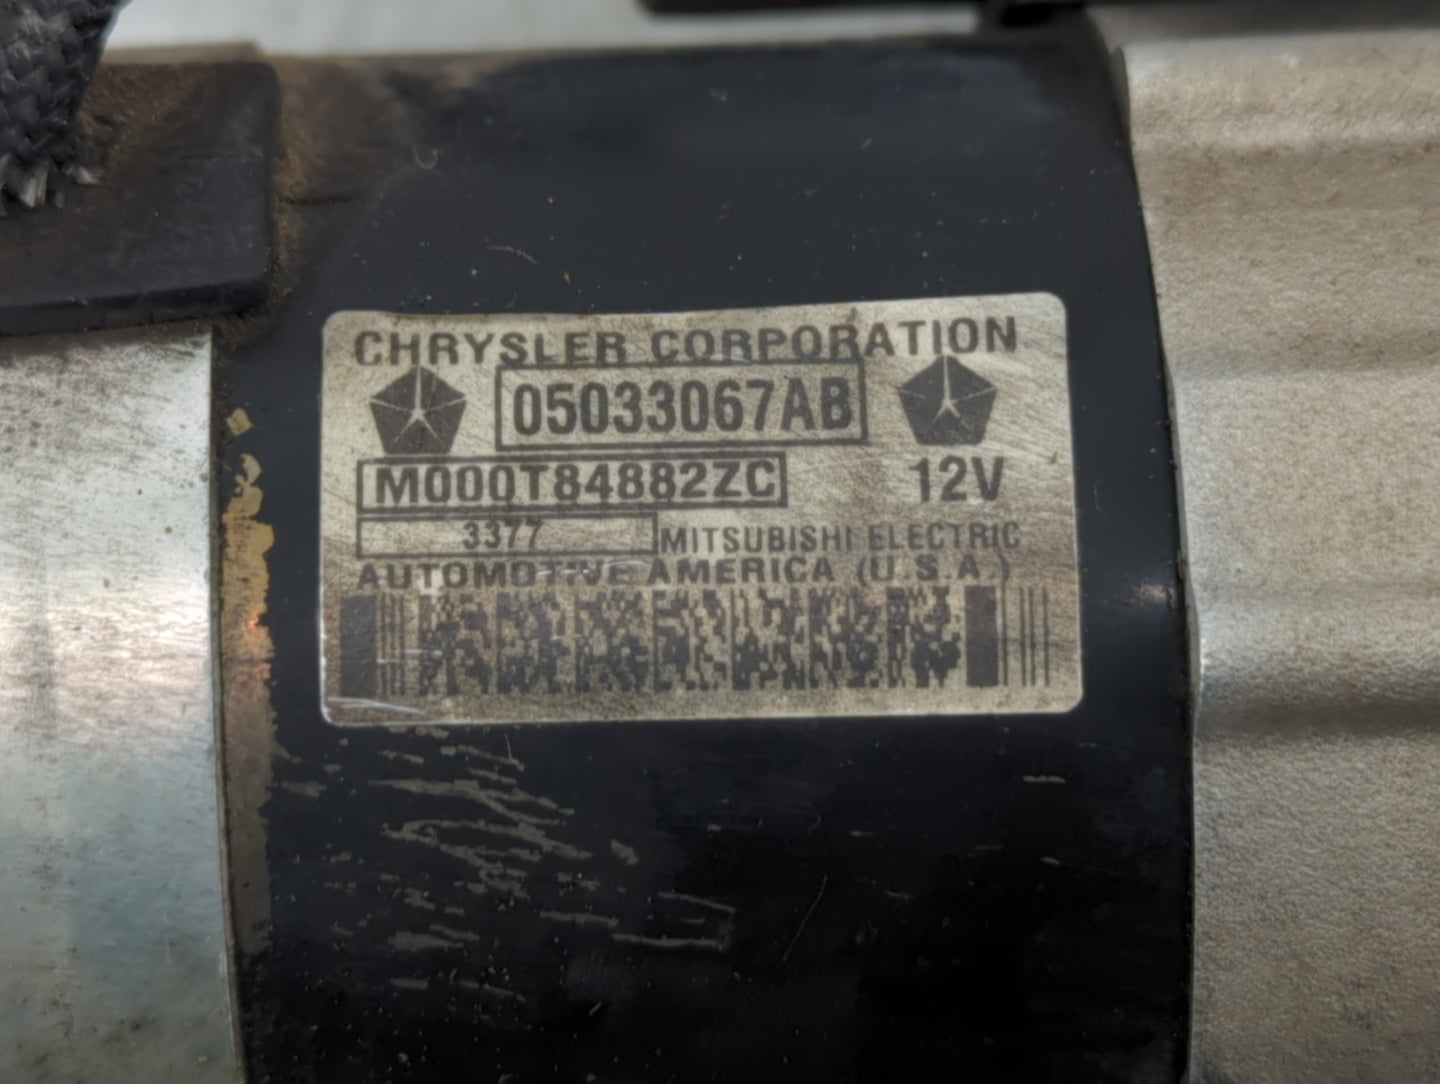 CHRYSLER CORPORATION
05033067AB
M000T84882ZC 12V
3377 MITSUBISHI ELECTRIC
AUTOMOTIVE AMERICA (U.S.A.)